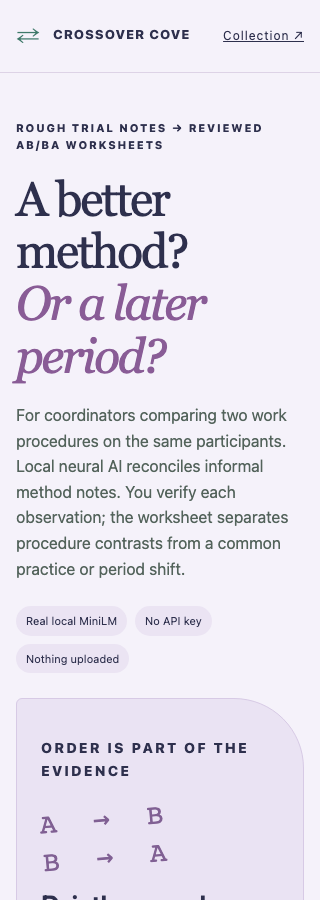 CROSSOVER COVE
Collection ↗
ROUGH TRIAL NOTES → REVIEWED
AB/BA WORKSHEETS
A better
method?
Or a later
period?
For coordinators comparing two work
procedures on the same participants.
Local neural AI reconciles informal
method notes. You verify each
observation; the worksheet separates
procedure contrasts from a common
practice or period shift.
Real local MiniLM
No API key
Nothing uploaded
ORDER IS PART OF THE
EVIDENCE
A → B
B → A